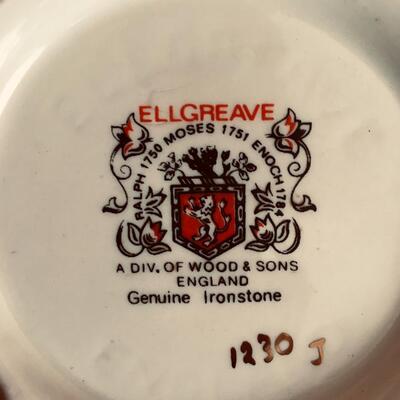 ELLGREAVE
RALPH 1750 MOSES 1751 ENOCH 1784
A DIV. OF WOOD & SONS
ENGLAND
Genuine Ironstone
1230 J